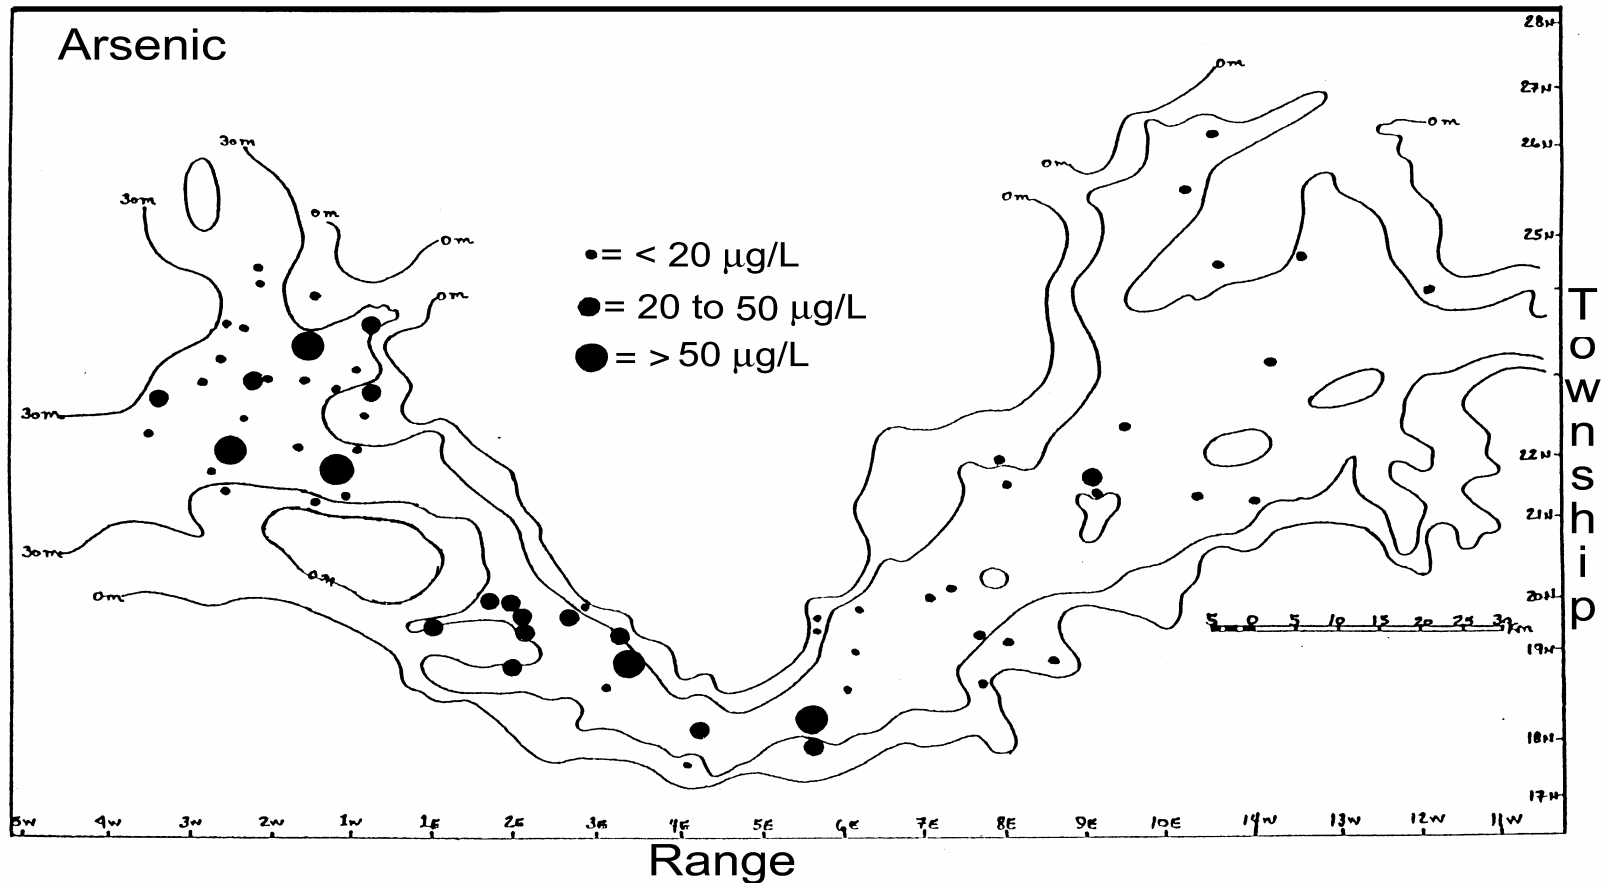 Arsenic
28N
27N
26N
25N
22N
21N
20N
19N
18N
17N
Township
0m
0m
0m
0m
30m
30m
0m
0m
0m
30m
30m
0m
0m
= < 20 µg/L
= 20 to 50 µg/L
= > 50 µg/L
5 0 5 10 15 20 25 30 Km
5W 4W 3W 2W 1W 1E 2E 3E 4E 5E 6E 7E 8E 9E 10E 14W 13W 12W 11W
Range